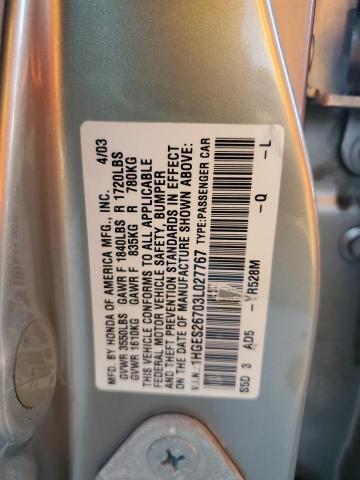 MFD. BY HONDA OF AMERICA MFG., INC. 4/03
GVWR 3550LBS GAWR F 1840LBS R 1720LBS
GVWR 1610KG GAWR F 835KG R 780KG
THIS VEHICLE CONFORMS TO ALL APPLICABLE
FEDERAL MOTOR VEHICLE SAFETY, BUMPER
AND THEFT PREVENTION STANDARDS IN EFFECT
ON THE DATE OF MANUFACTURE SHOWN ABOVE:
V.I.N.:1HGES26703L027767 TYPE:PASSENGER CAR
S5D 3 AD5 - YR528M - Q - L